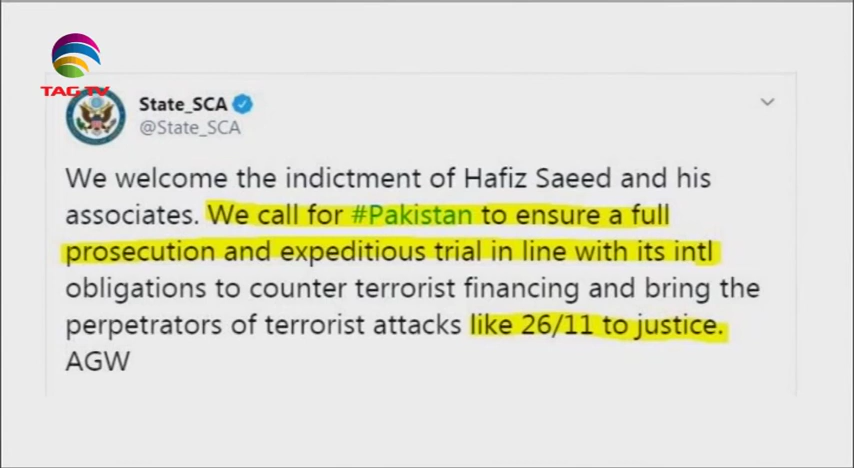 TAG TV
State_SCA
@State_SCA
We welcome the indictment of Hafiz Saeed and his
associates. We call for #Pakistan to ensure a full
prosecution and expeditious trial in line with its intl
obligations to counter terrorist financing and bring the
perpetrators of terrorist attacks like 26/11 to justice.
AGW